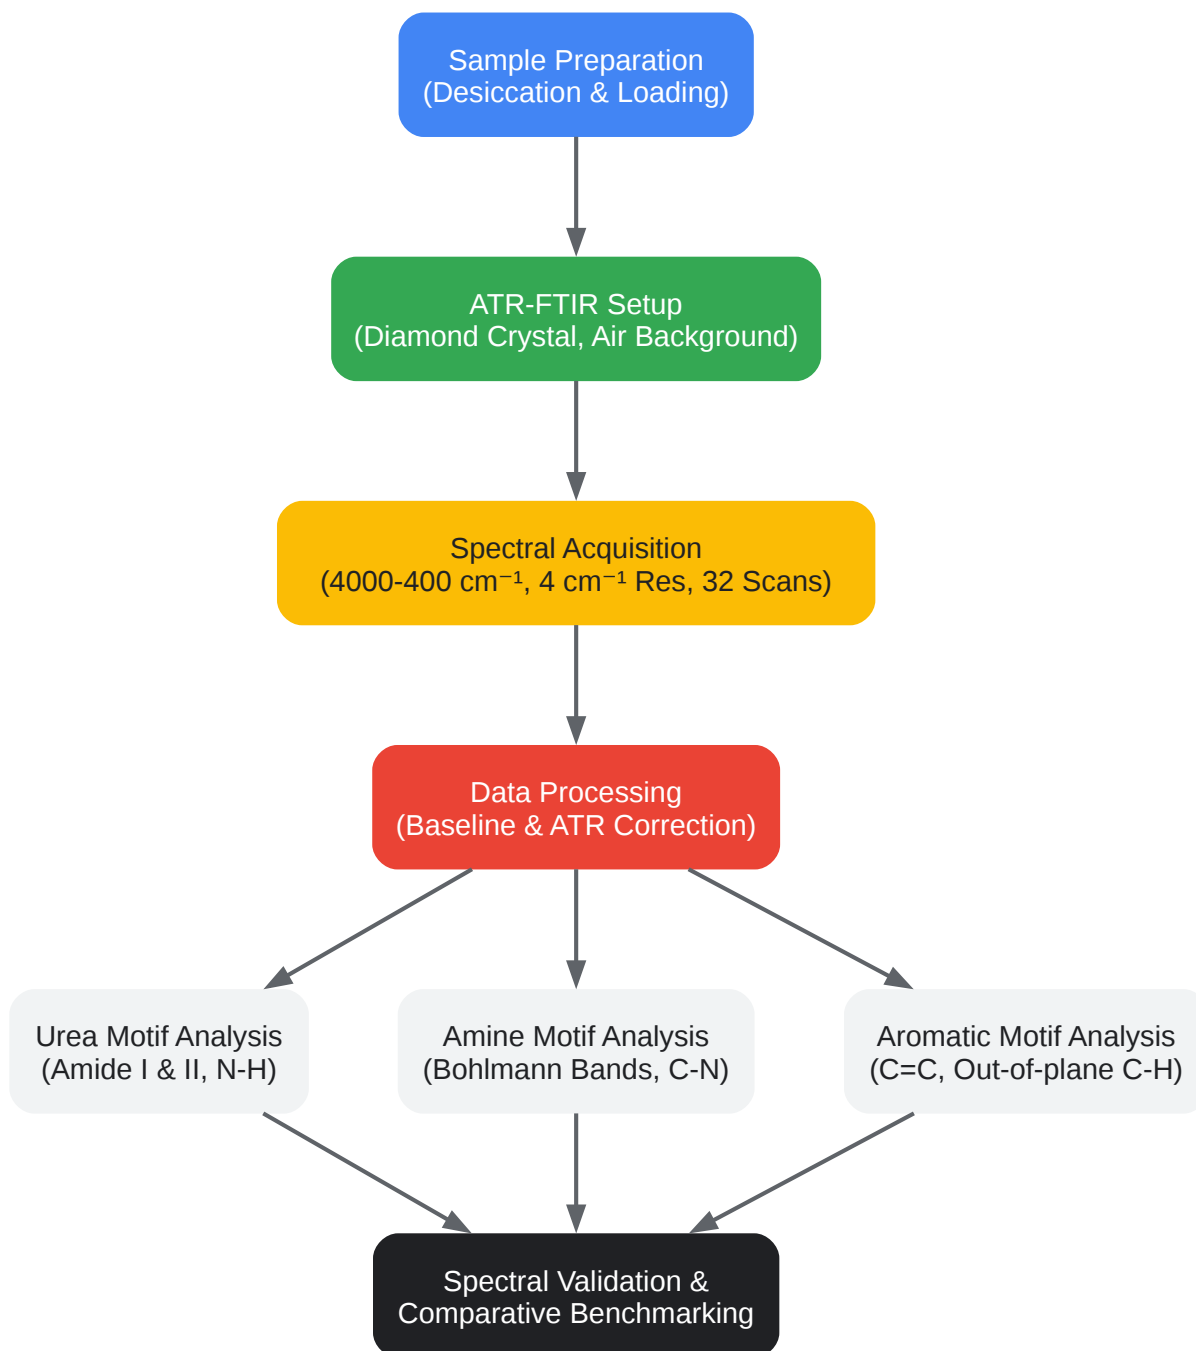 Sample Preparation
(Desiccation & Loading)
ATR-FTIR Setup
(Diamond Crystal, Air Background)
Spectral Acquisition
(4000-400 cm⁻¹, 4 cm⁻¹ Res, 32 Scans)
Data Processing
(Baseline & ATR Correction)
Urea Motif Analysis
(Amide I & II, N-H)
Amine Motif Analysis
(Bohlmann Bands, C-N)
Aromatic Motif Analysis
(C=C, Out-of-plane C-H)
Spectral Validation &
Comparative Benchmarking